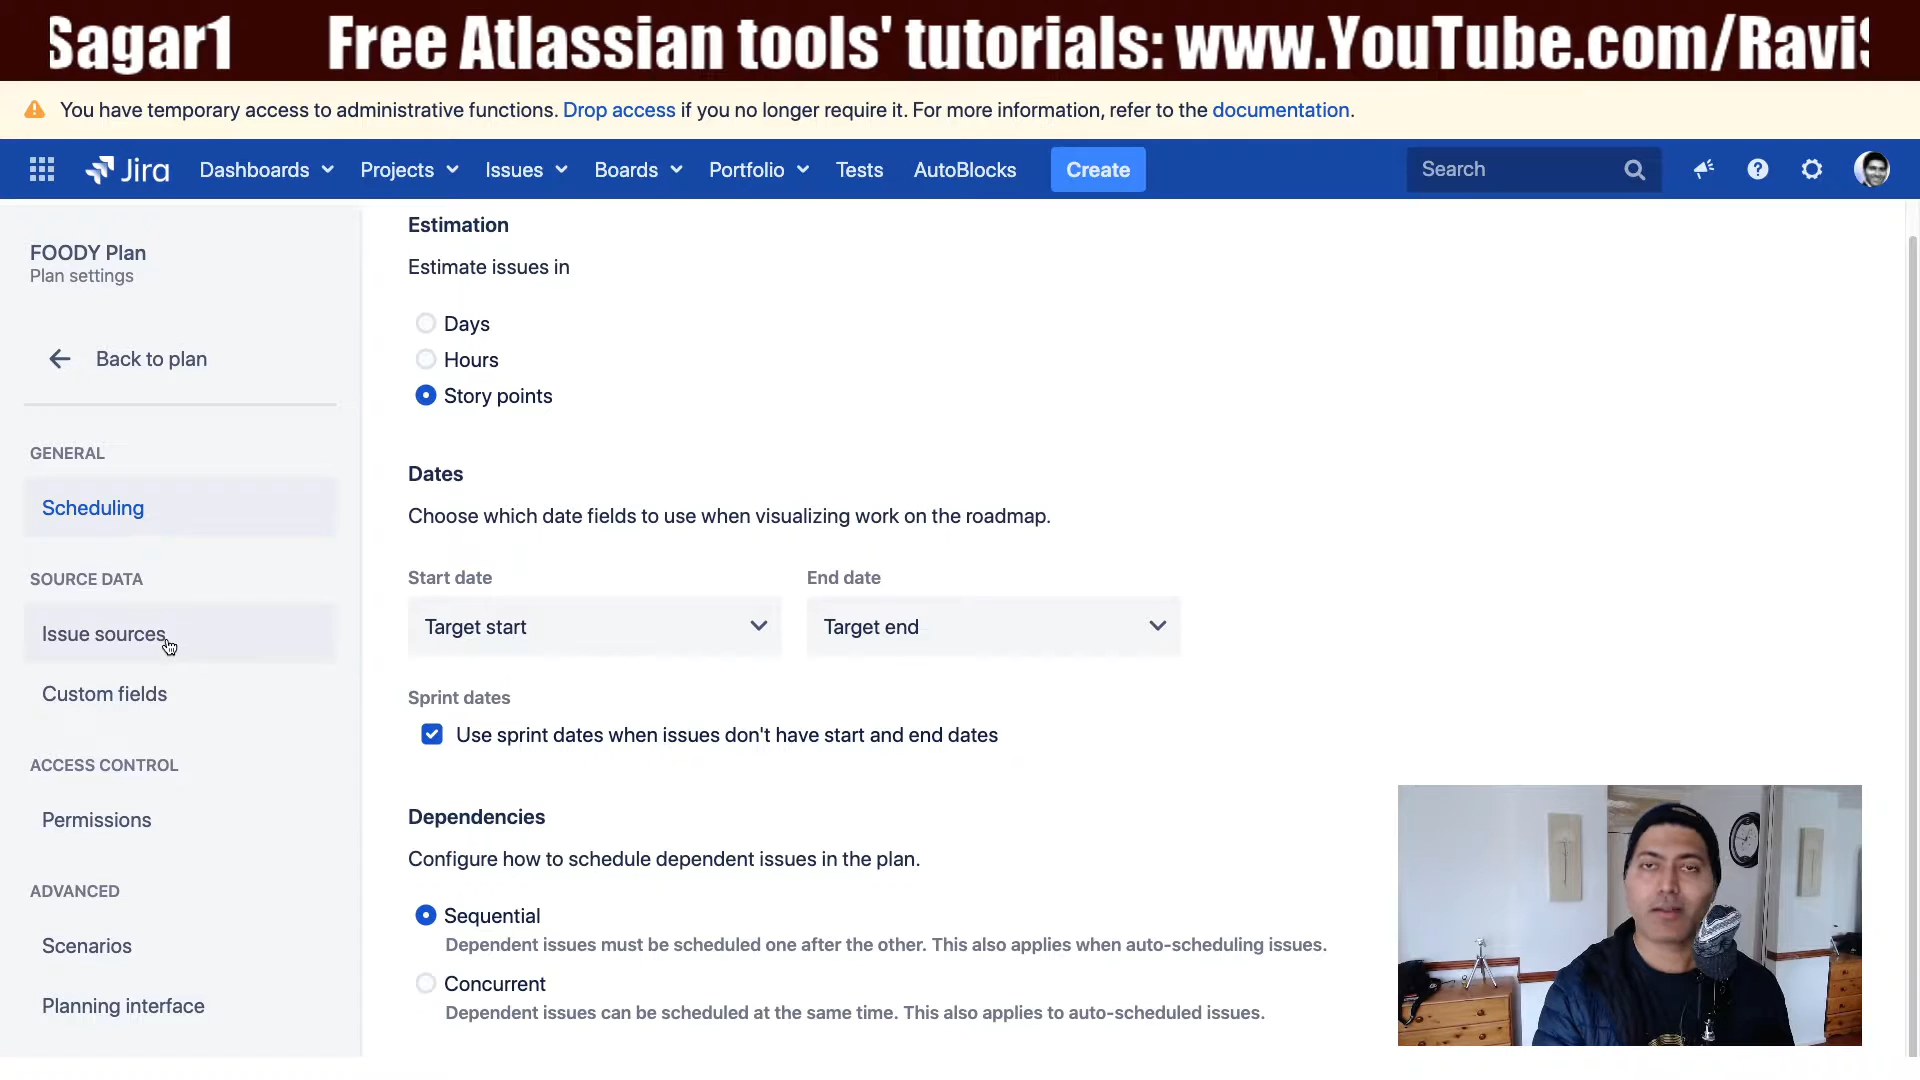 Sagar1 Free Atlassian tools' tutorials: www.YouTube.com/Ravi
You have temporary access to administrative functions. Drop access if you no longer require it. For more information, refer to the documentation.
Jira Dashboards Projects Issues Boards Portfolio Tests AutoBlocks Create Search
FOODY Plan
Plan settings
Back to plan
GENERAL
Scheduling
SOURCE DATA
Issue sources
Custom fields
ACCESS CONTROL
Permissions
ADVANCED
Scenarios
Planning interface
Estimation
Estimate issues in
Days
Hours
Story points
Dates
Choose which date fields to use when visualizing work on the roadmap.
Start date End date
Target start Target end
Sprint dates
Use sprint dates when issues don't have start and end dates
Dependencies
Configure how to schedule dependent issues in the plan.
Sequential
Dependent issues must be scheduled one after the other. This also applies when auto-scheduling issues.
Concurrent
Dependent issues can be scheduled at the same time. This also applies to auto-scheduled issues.